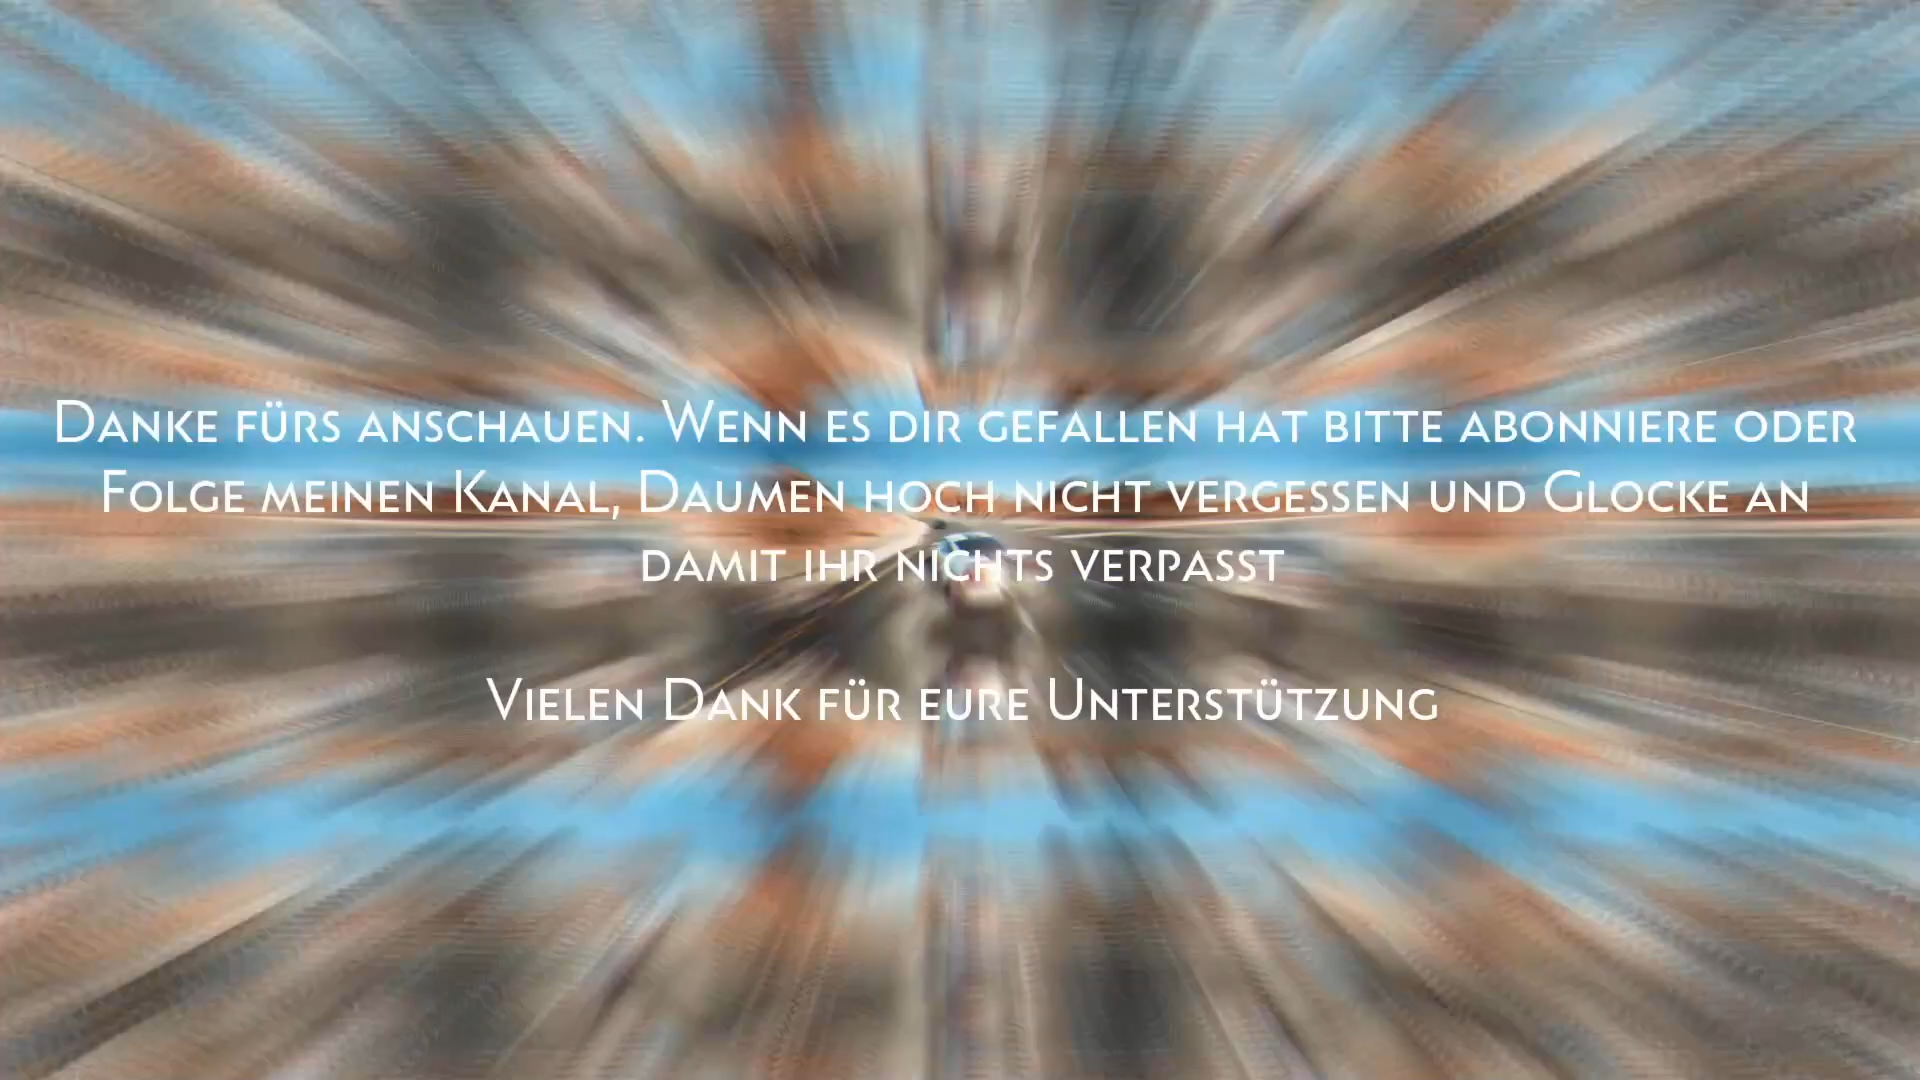 Danke fürs anschauen. Wenn es dir gefallen hat bitte abonniere oder
Folge meinen Kanal, Daumen hoch nicht vergessen und Glocke an
damit ihr nichts verpasst
Vielen Dank für eure Unterstützung